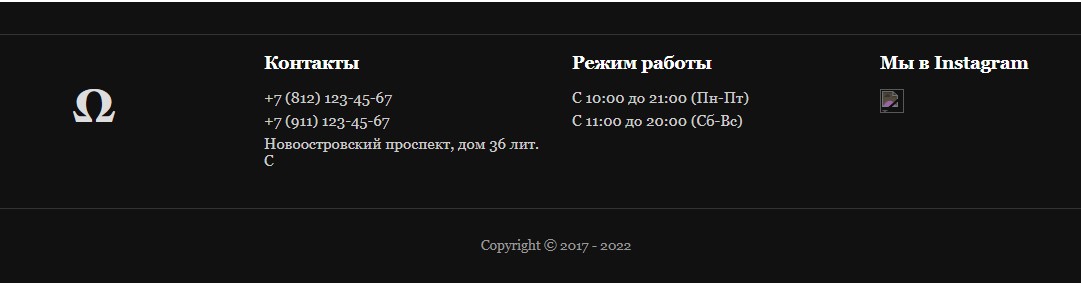 Ω
Контакты
+7 (812) 123-45-67
+7 (911) 123-45-67
Новоостровский проспект, дом 36 лит.
С
Режим работы
С 10:00 до 21:00 (Пн-Пт)
С 11:00 до 20:00 (Сб-Вс)
Мы в Instagram
Copyright © 2017 - 2022